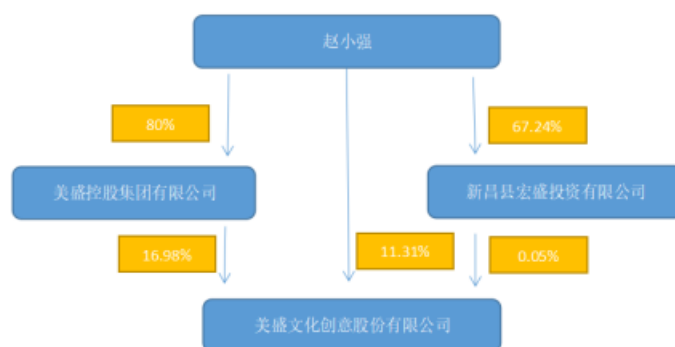 赵小强
80%
67.24%
美盛控股集团有限公司
新昌县宏盛投资有限公司
16.98%
11.31%
0.05%
美盛文化创意股份有限公司